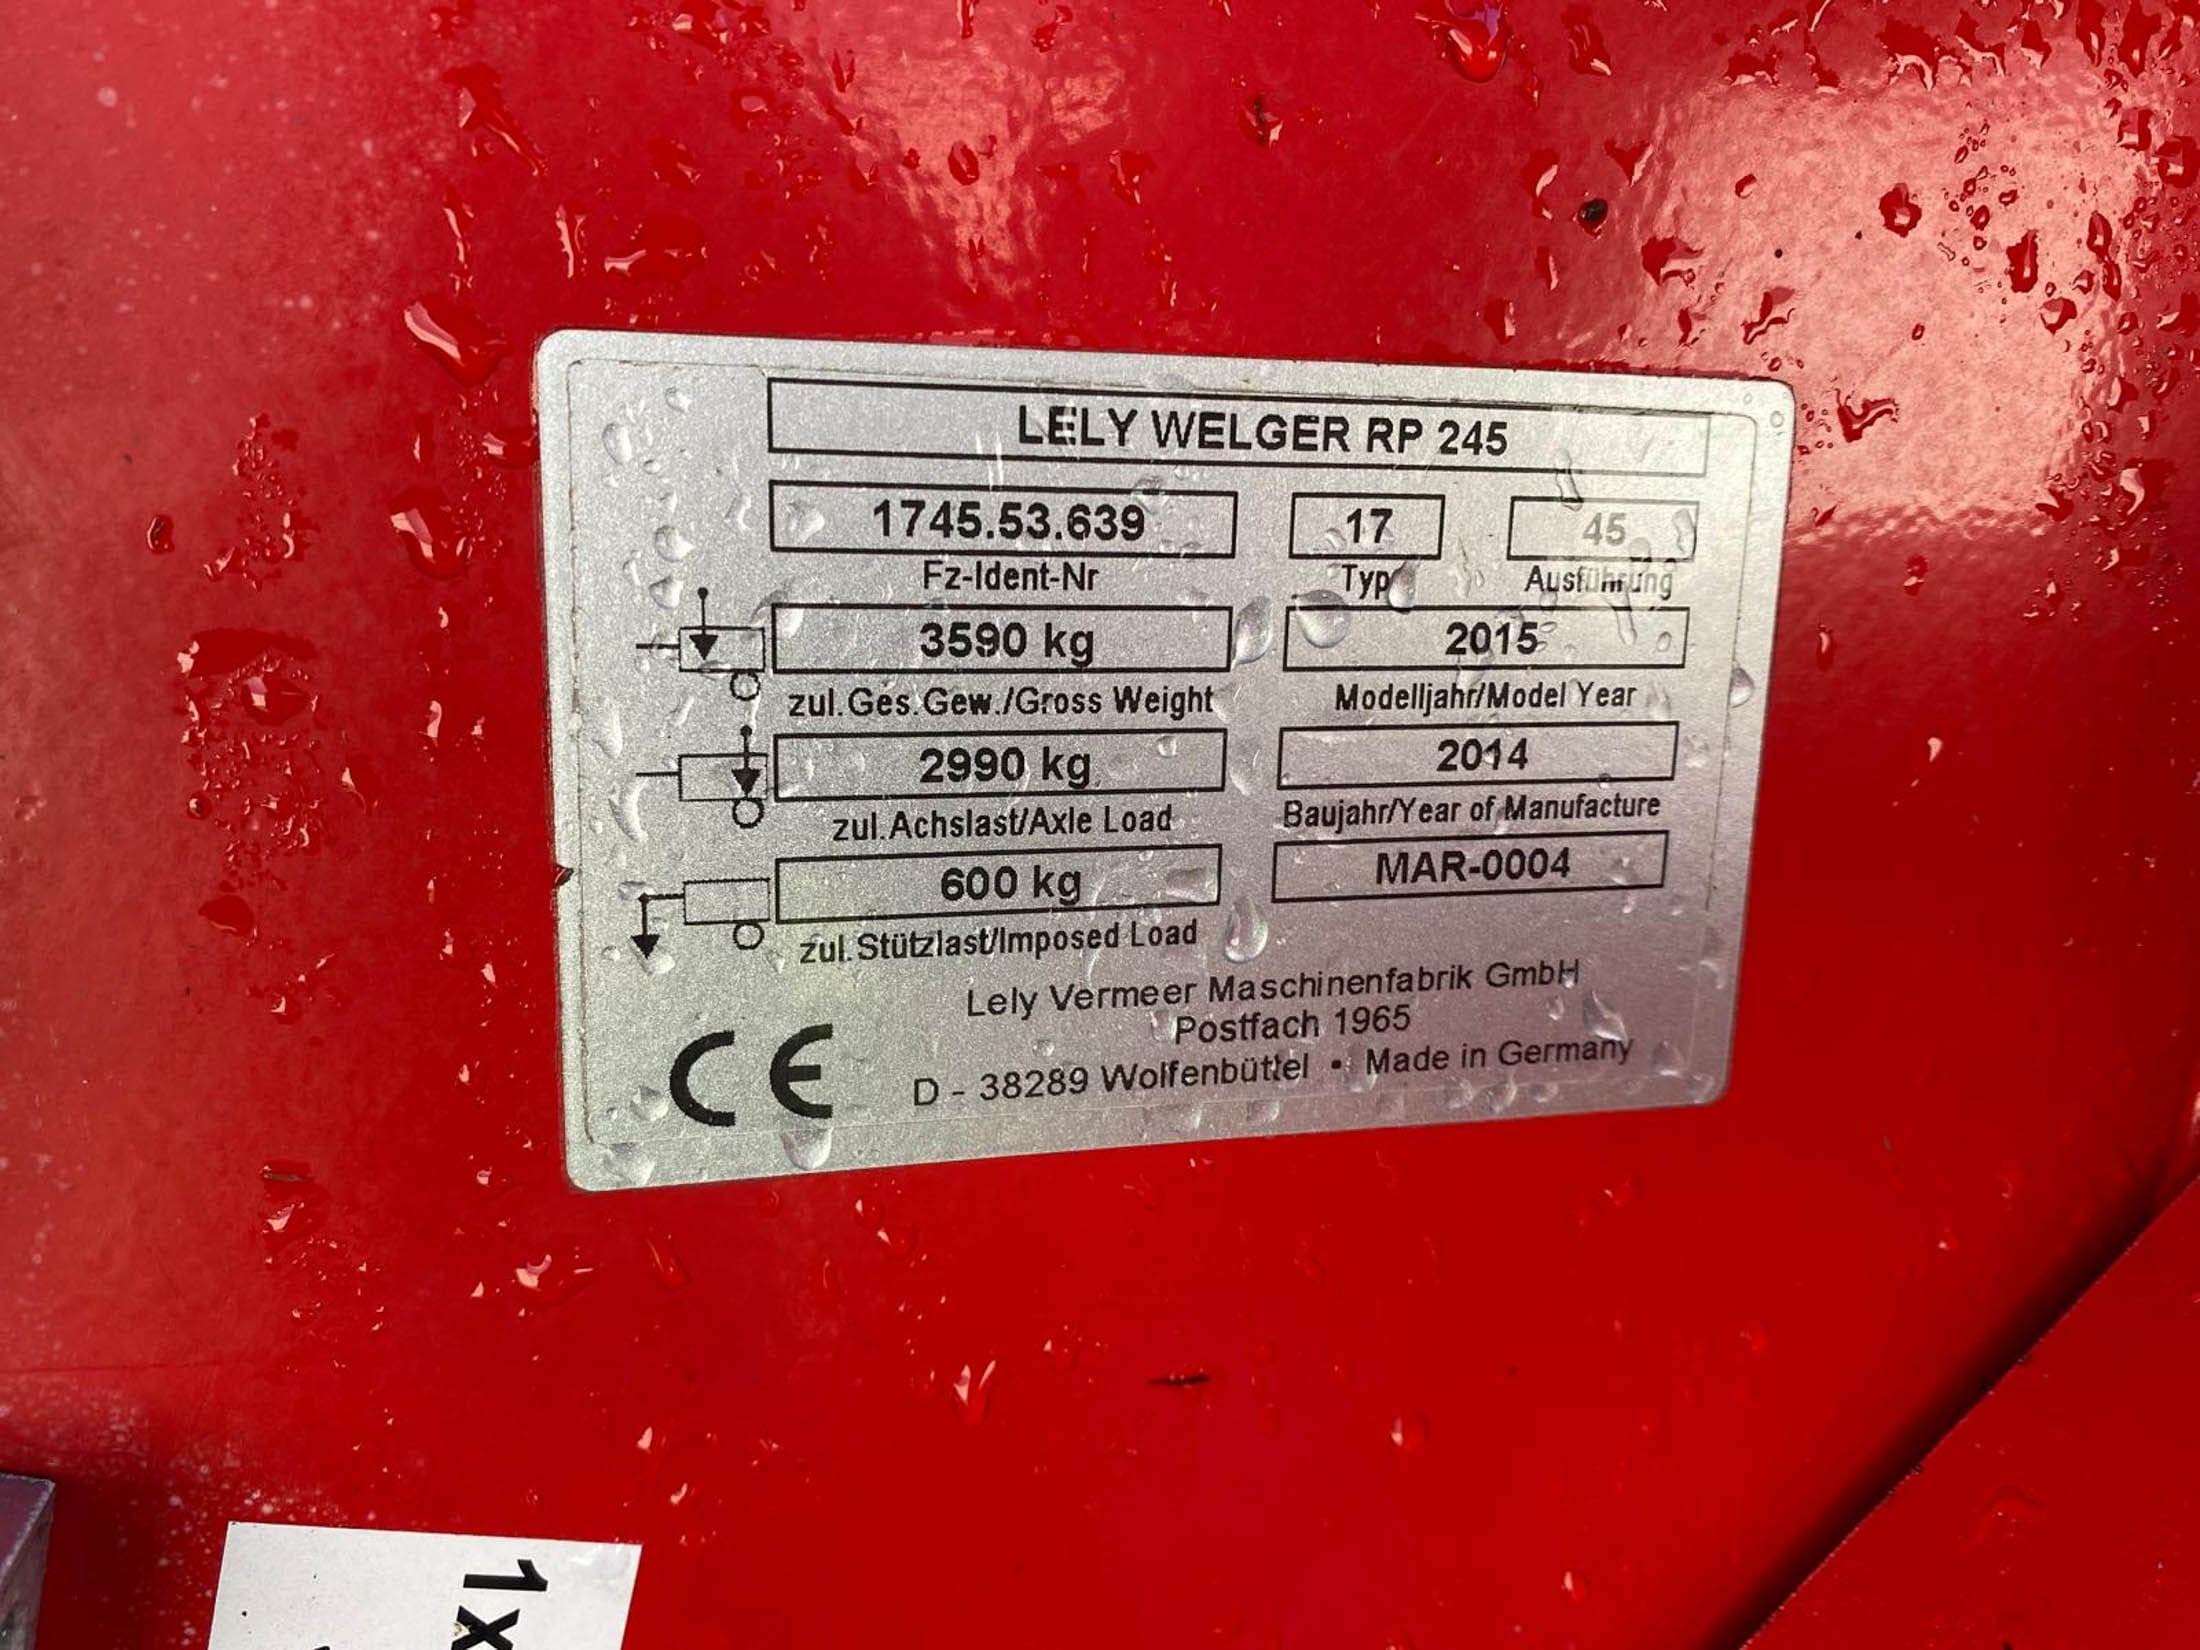 LELY WELGER RP 245
1745.53.639 17 45
Fz-Ident-Nr Typ Ausführung
3590 kg 2015
zul.Ges.Gew./Gross Weight Modelljahr/Model Year
2990 kg 2014
zul.Achslast/Axle Load Baujahr/Year of Manufacture
600 kg MAR-0004
zul.Stützlast/Imposed Load
Lely Vermeer Maschinenfabrik GmbH
Postfach 1965
CE D - 38289 Wolfenbüttel • Made in Germany
1x